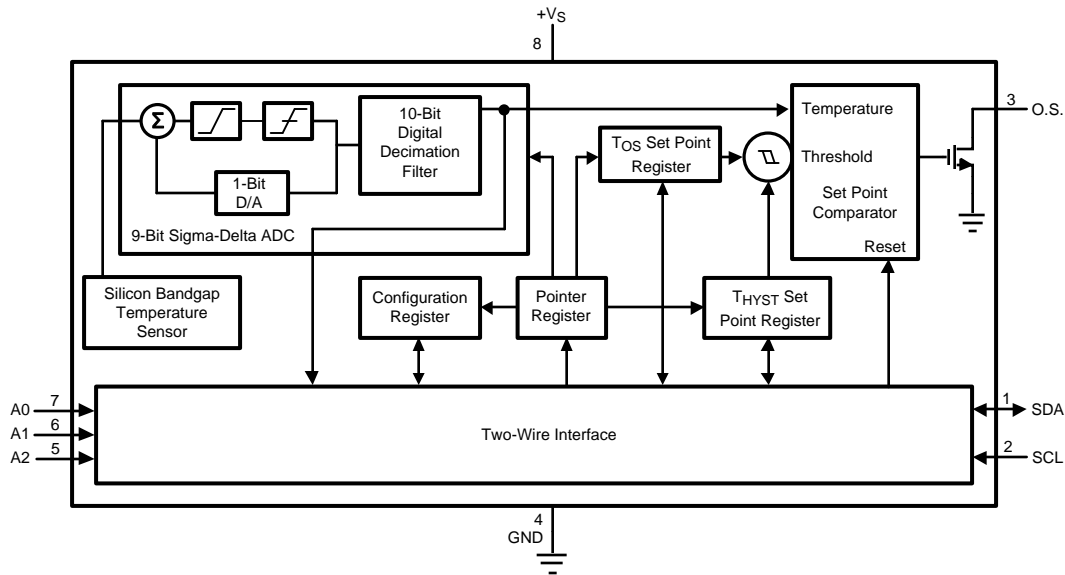 +VS
8
10-Bit
Digital
Decimation
Filter
Σ
1-Bit
D/A
9-Bit Sigma-Delta ADC
TOS Set Point
Register
Temperature
Threshold
Set Point
Comparator
Reset
3
O.S.
Silicon Bandgap
Temperature
Sensor
Configuration
Register
Pointer
Register
THYST Set
Point Register
A0
7
A1
6
A2
5
Two-Wire Interface
1
SDA
2
SCL
4
GND